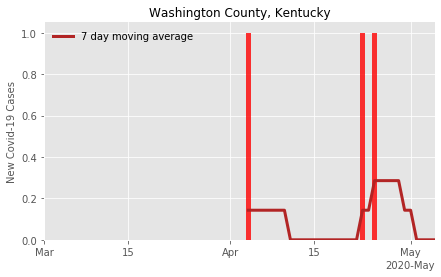 Washington County, Kentucky
7 day moving average
New Covid-19 Cases
1.0
0.8
0.6
0.4
0.2
0.0
Mar
15
Apr
15
May
2020-May